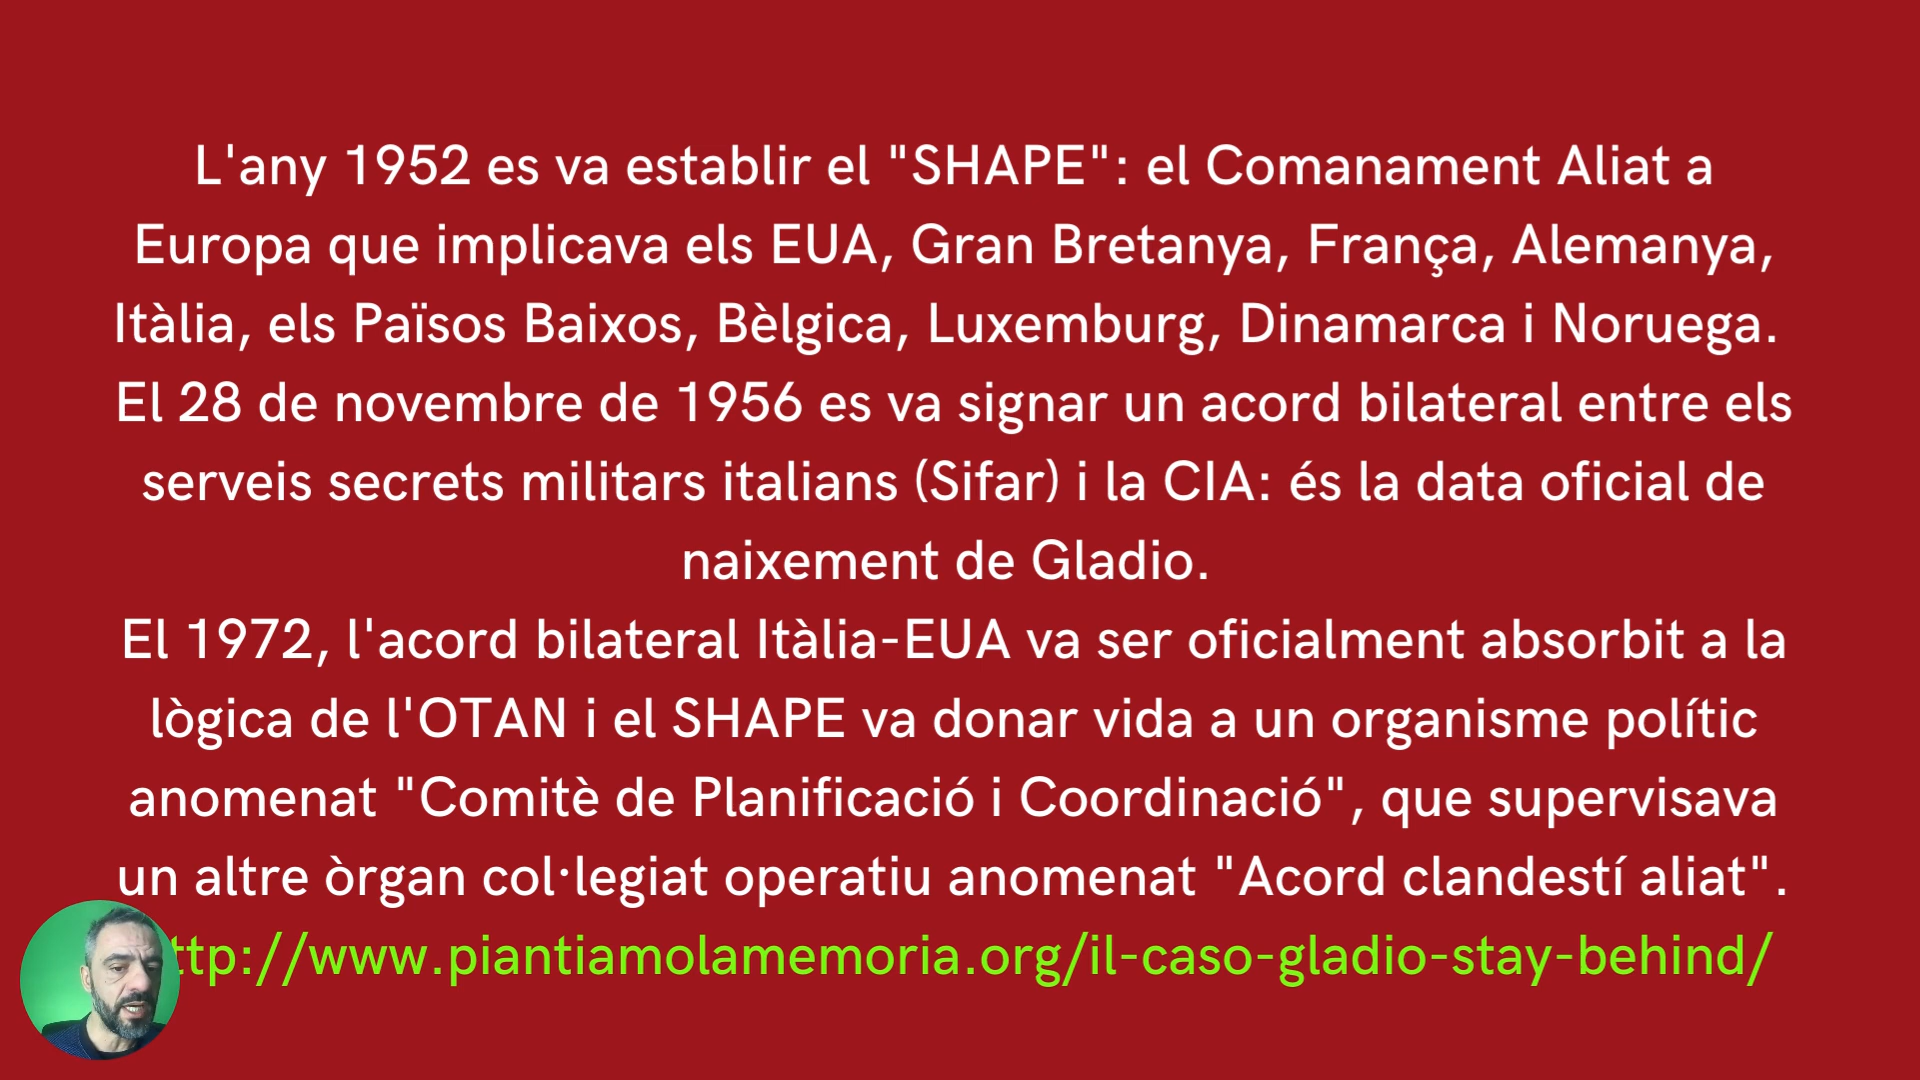 L'any 1952 es va establir el "SHAPE": el Comanament Aliat a
Europa que implicava els EUA, Gran Bretanya, França, Alemanya,
Itàlia, els Països Baixos, Bèlgica, Luxemburg, Dinamarca i Noruega.
El 28 de novembre de 1956 es va signar un acord bilateral entre els
serveis secrets militars italians (Sifar) i la CIA: és la data oficial de
naixement de Gladio.
El 1972, l'acord bilateral Itàlia-EUA va ser oficialment absorbit a la
lògica de l'OTAN i el SHAPE va donar vida a un organisme polític
anomenat "Comitè de Planificació i Coordinació", que supervisava
un altre òrgan col·legiat operatiu anomenat "Acord clandestí aliat".
ttp://www.piantiamolamemoria.org/il-caso-gladio-stay-behind/